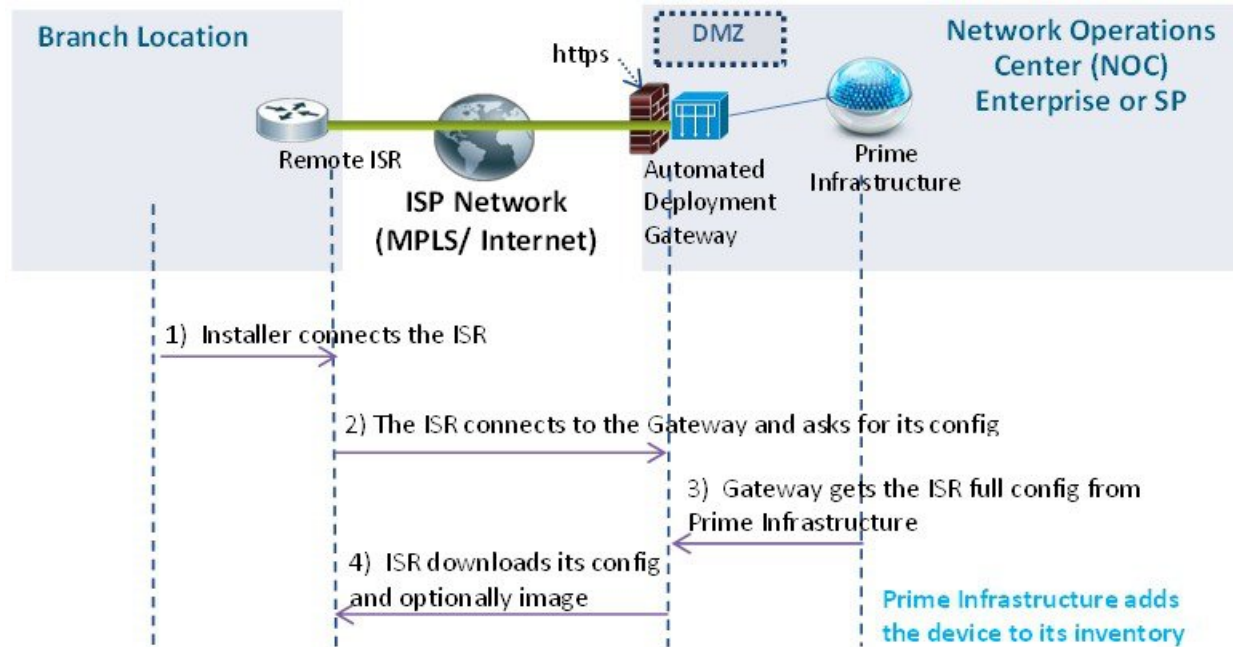 Branch Location
https
DMZ
Network Operations
Center (NOC)
Enterprise or SP
Remote ISR
ISP Network
(MPLS/ Internet)
Automated
Deployment
Gateway
Prime
Infrastructure
1) Installer connects the ISR
2) The ISR connects to the Gateway and asks for its config
3) Gateway gets the ISR full config from
Prime Infrastructure
4) ISR downloads its config
and optionally image
Prime Infrastructure adds
the device to its inventory